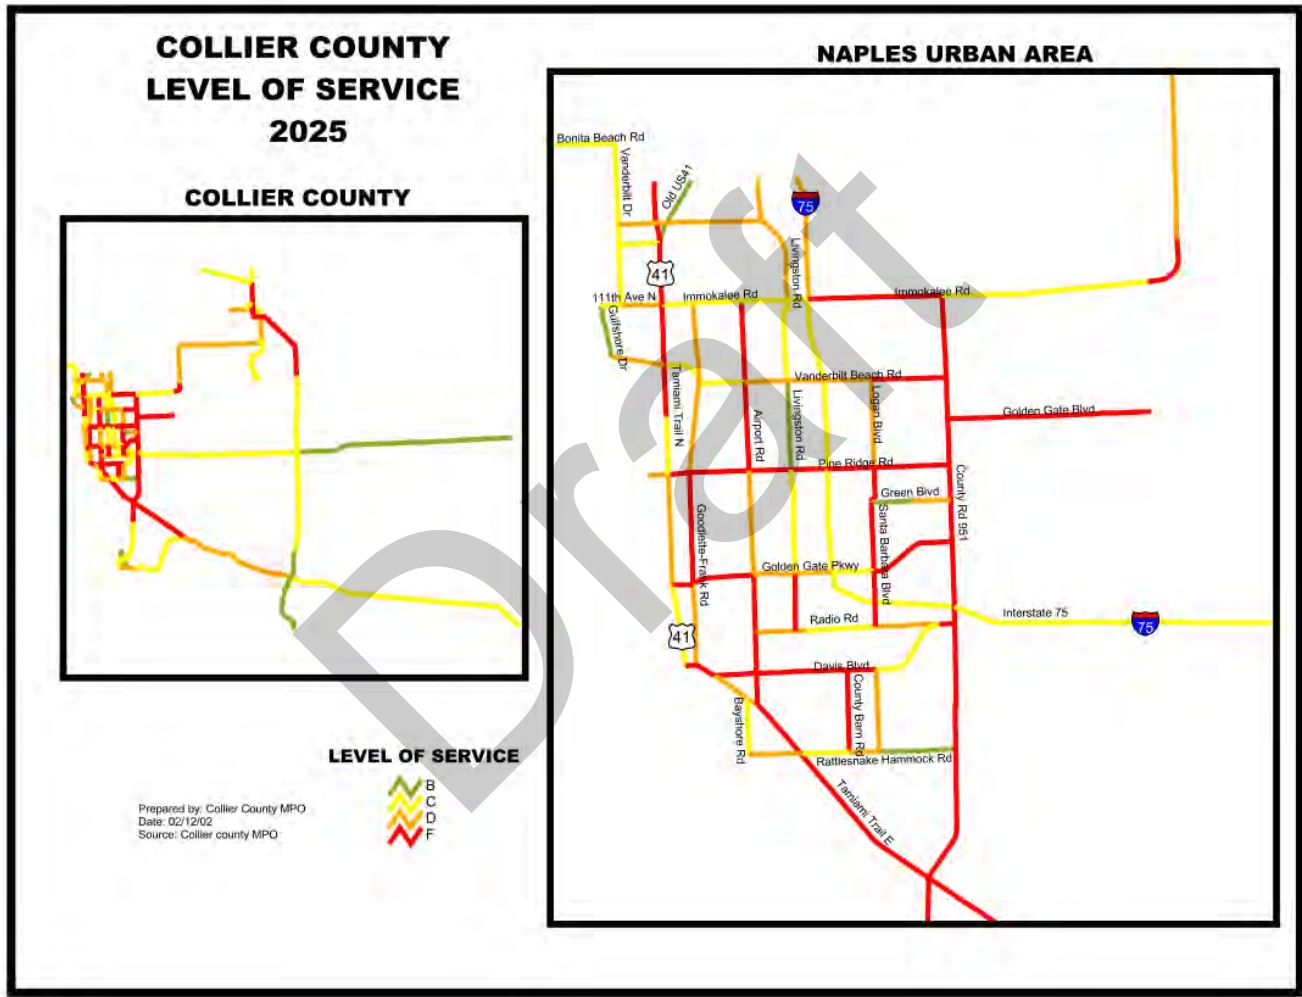 COLLIER COUNTY
LEVEL OF SERVICE
2025
COLLIER COUNTY
NAPLES URBAN AREA
Bonita Beach Rd
Vanderbilt Dr
Old US41
75
41
Livingston Rd
111th Ave N
Immokalee Rd
Immokalee Rd
Gulfshore Dr
Tamiami Trail N
Vanderbilt Beach Rd
Livingston Rd
Logan Blvd
Airport Rd
Golden Gate Blvd
Pine Ridge Rd
County Rd 951
Green Blvd
Goodlette-Frank Rd
Santa Barbara Blvd
Golden Gate Pkwy
Radio Rd
Interstate 75
75
41
Davis Blvd
County Barn Rd
Bayshore Rd
Rattlesnake Hammock Rd
Tamiami Trail E
LEVEL OF SERVICE
B
C
D
F
Prepared by: Collier County MPO
Date: 02/12/02
Source: Collier county MPO
Draft